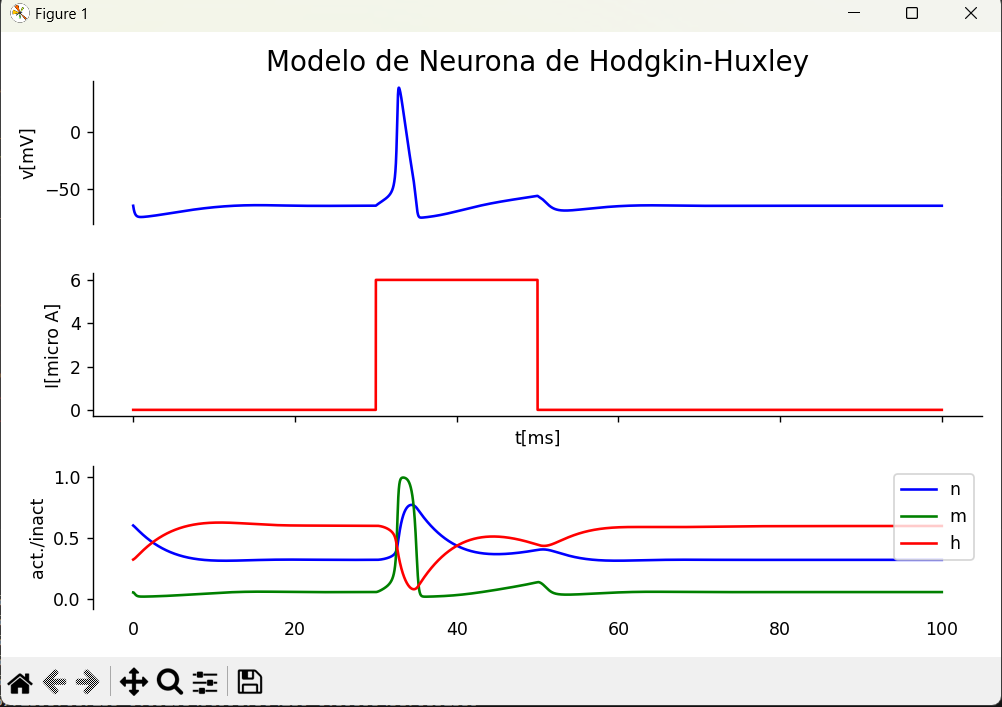 Figure 1
Modelo de Neurona de Hodgkin-Huxley
v[mV]
0
−50
I[micro A]
6
4
2
0
t[ms]
act./inact
1.0
0.5
0.0
n
m
h
0 20 40 60 80 100